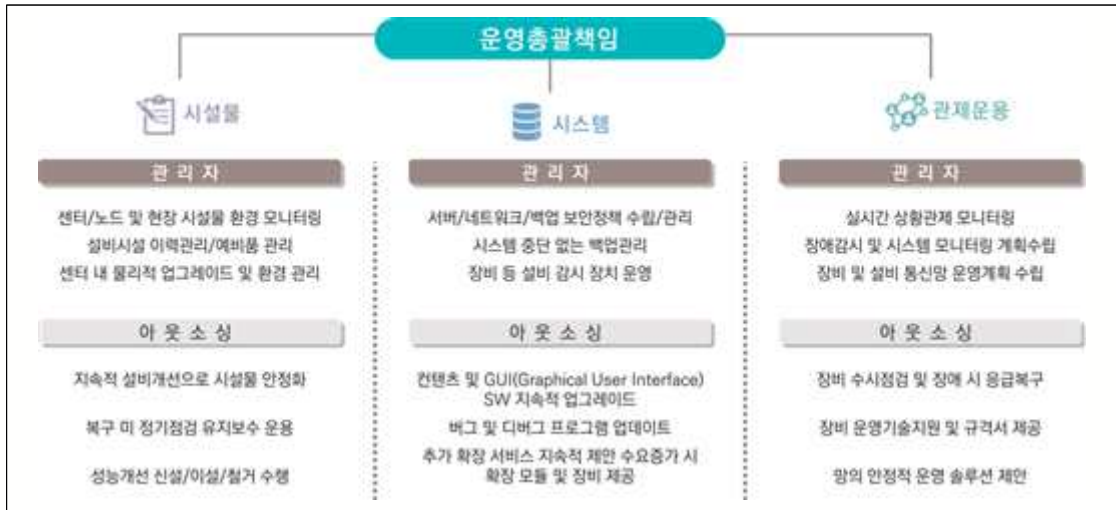 운영총괄책임
시설물
관 리 자
센터/노드 및 현장 시설물 환경 모니터링
설비시설 이력관리/예비품 관리
센터 내 물리적 업그레이드 및 환경 관리
아 웃 소 싱
지속적 설비개선으로 시설물 안정화
복구 미 정기점검 유지보수 운용
성능개선 신설/이설/철거 수행
시스템
관 리 자
서버/네트워크/백업 보안정책 수립/관리
시스템 중단 없는 백업관리
장비 등 설비 감시 장치 운영
아 웃 소 싱
컨텐츠 및 GUI(Graphical User Interface)
SW 지속적 업그레이드
버그 및 디버그 프로그램 업데이트
추가 확장 서비스 지속적 제안 수요증가 시
확장 모듈 및 장비 제공
관제운용
관 리 자
실시간 상황관제 모니터링
장애감시 및 시스템 모니터링 계획수립
장비 및 설비 통신망 운영계획 수립
아 웃 소 싱
장비 수시점검 및 장애 시 응급복구
장비 운영기술지원 및 규격서 제공
망의 안정적 운영 솔루션 제안